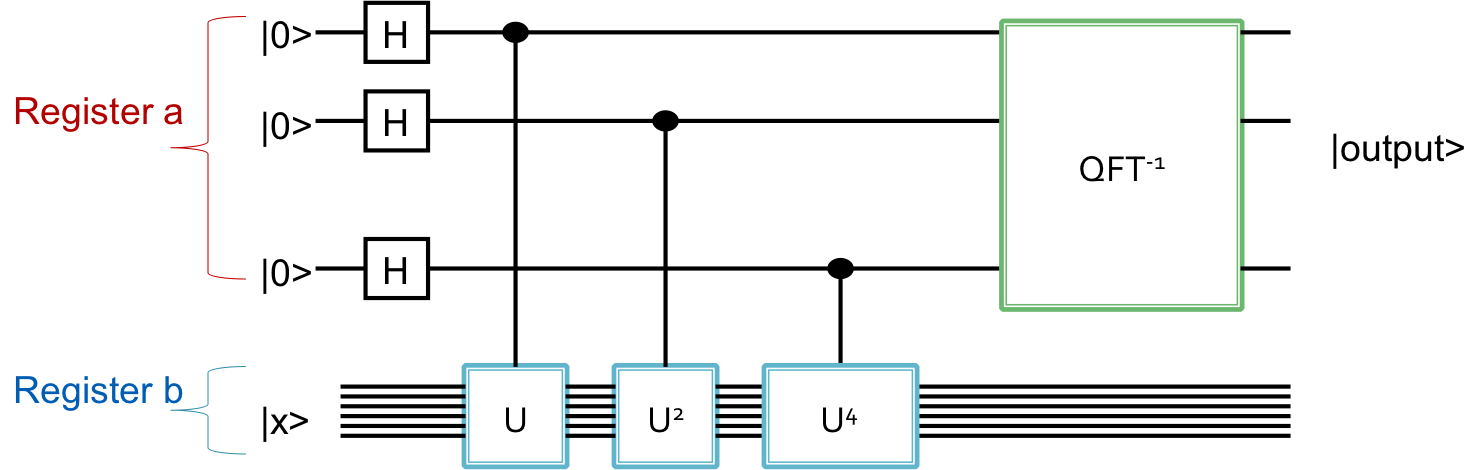 |0>
H
Register a
|0>
H
QFT⁻¹
|output>
|0>
H
Register b
|x>
U
U²
U⁴